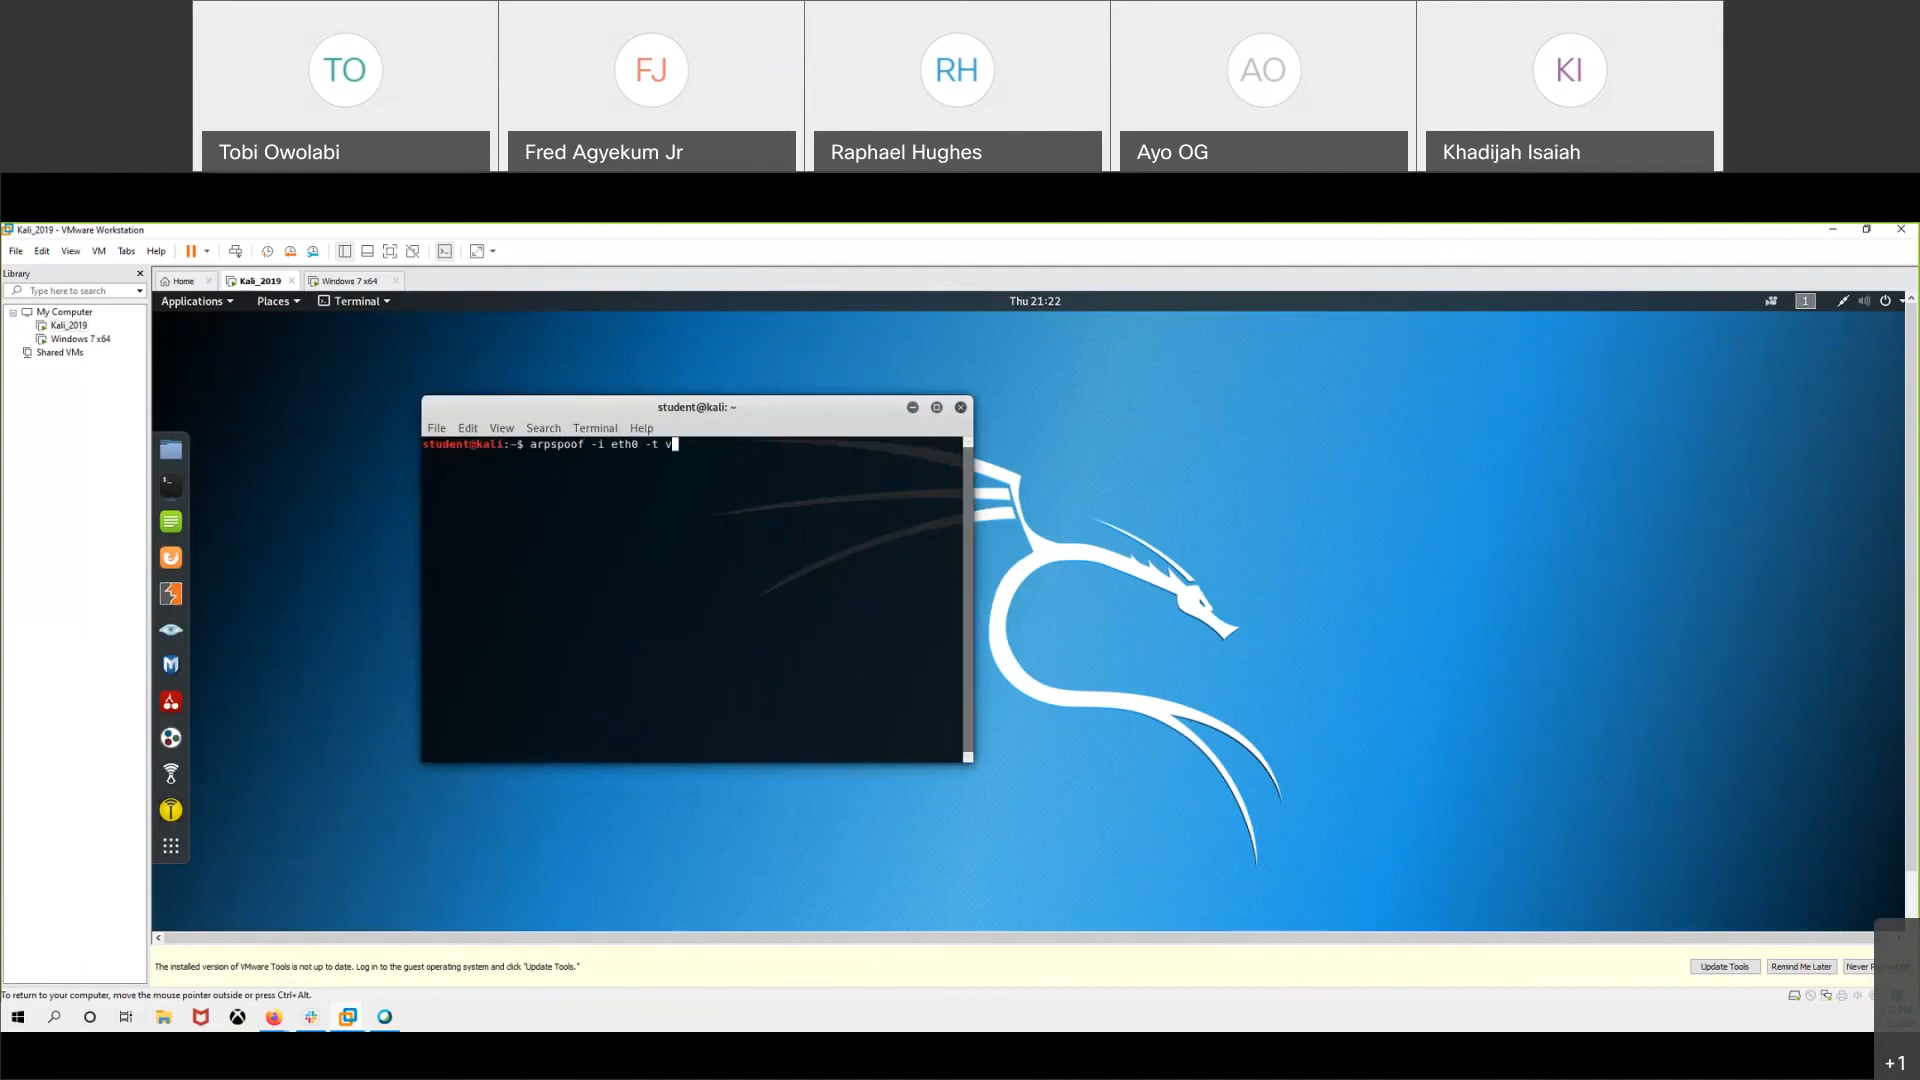 TO
FJ
RH
AO
KI
Tobi Owolabi
Fred Agyekum Jr
Raphael Hughes
Ayo OG
Khadijah Isaiah
Kali_2019 - VMware Workstation
File Edit View VM Tabs Help
Library
Type here to search
My Computer
Kali_2019
Windows 7 x64
Shared VMs
Home
Kali_2019
Windows 7 x64
Applications Places Terminal
Thu 21:22
1
student@kali: ~
File Edit View Search Terminal Help
student@kali:~$ arpspoof -i eth0 -t v
The installed version of VMware Tools is not up to date. Log in to the guest operating system and click "Update Tools."
Update Tools
Remind Me Later
Never
To return to your computer, move the mouse pointer outside or press Ctrl+Alt.
+1